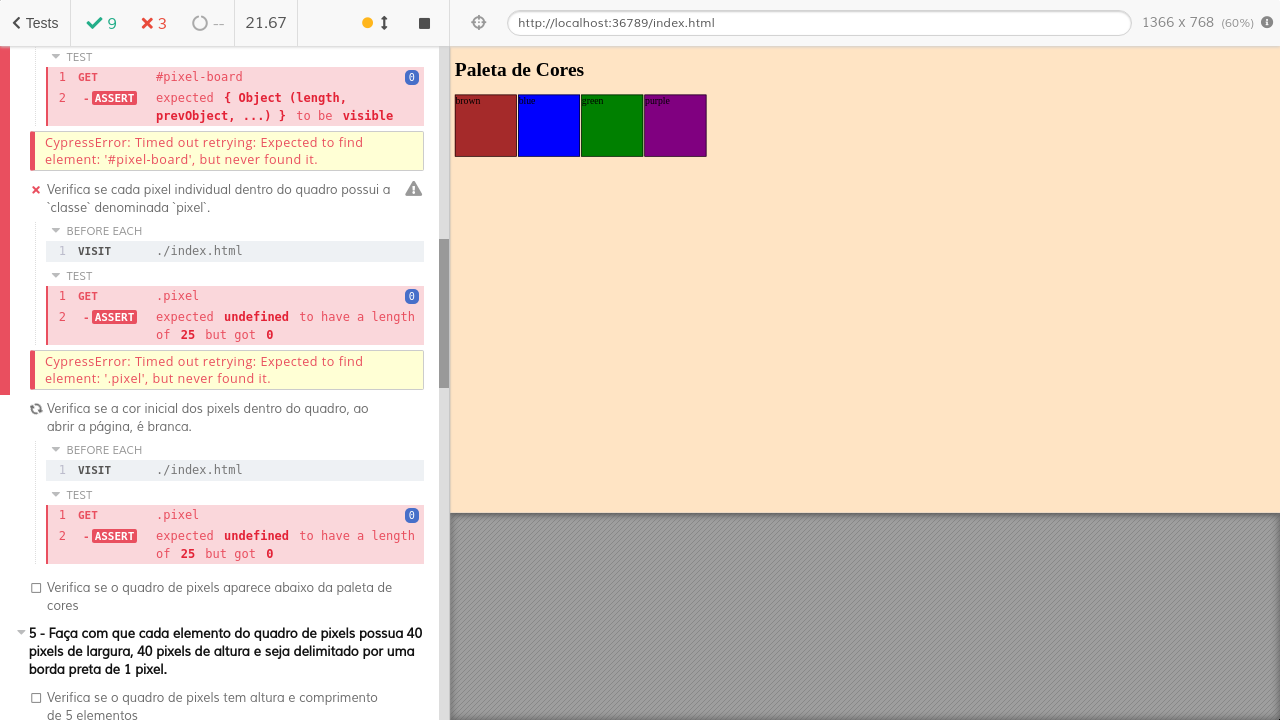 Tests 9 3 -- 21.67
http://localhost:36789/index.html 1366 x 768 (60%)
TEST
1 GET #pixel-board 0
2 - ASSERT expected { Object (length,
prevObject, ...) } to be visible
CypressError: Timed out retrying: Expected to find
element: '#pixel-board', but never found it.
Verifica se cada pixel individual dentro do quadro possui a
`classe` denominada `pixel`.
BEFORE EACH
1 VISIT ./index.html
TEST
1 GET .pixel 0
2 - ASSERT expected undefined to have a length
of 25 but got 0
CypressError: Timed out retrying: Expected to find
element: '.pixel', but never found it.
Verifica se a cor inicial dos pixels dentro do quadro, ao
abrir a página, é branca.
BEFORE EACH
1 VISIT ./index.html
TEST
1 GET .pixel 0
2 - ASSERT expected undefined to have a length
of 25 but got 0
Verifica se o quadro de pixels aparece abaixo da paleta de
cores
5 - Faça com que cada elemento do quadro de pixels possua 40
pixels de largura, 40 pixels de altura e seja delimitado por uma
borda preta de 1 pixel.
Verifica se o quadro de pixels tem altura e comprimento
de 5 elementos
Paleta de Cores
brown blue green purple